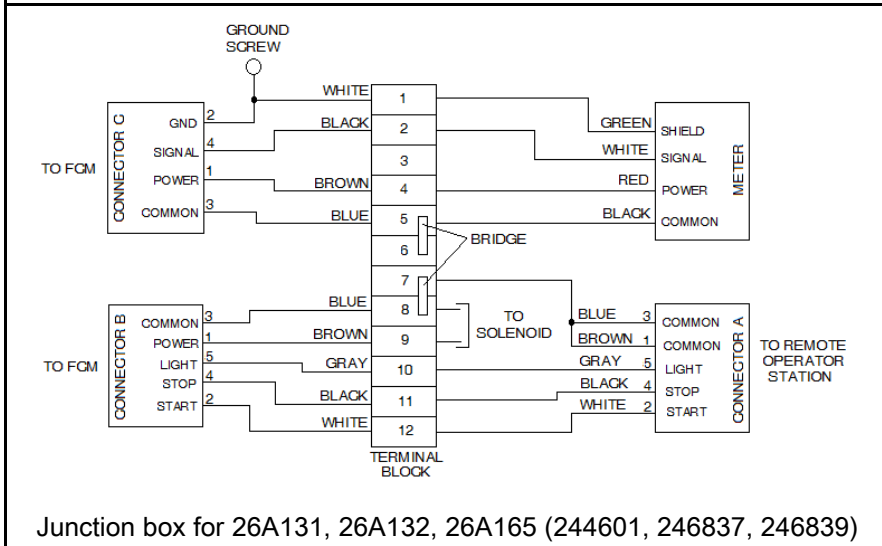 GROUND
SCREW
CONNECTOR C
TO FCM
GND 2
SIGNAL 4
POWER 1
COMMON 3
WHITE
BLACK
BROWN
BLUE
1
2
3
4
5
6
7
8
9
10
11
12
TERMINAL
BLOCK
BRIDGE
GREEN
WHITE
RED
BLACK
SHIELD
SIGNAL
POWER
COMMON
METER
TO FCM
CONNECTOR B
COMMON 3
POWER 1
LIGHT 5
STOP 4
START 2
BLUE
BROWN
GRAY
BLACK
WHITE
TO
SOLENOID
BLUE 3 COMMON
BROWN 1 COMMON
GRAY 5 LIGHT
BLACK 4 STOP
WHITE 2 START
CONNECTOR A
TO REMOTE
OPERATOR
STATION
Junction box for 26A131, 26A132, 26A165 (244601, 246837, 246839)